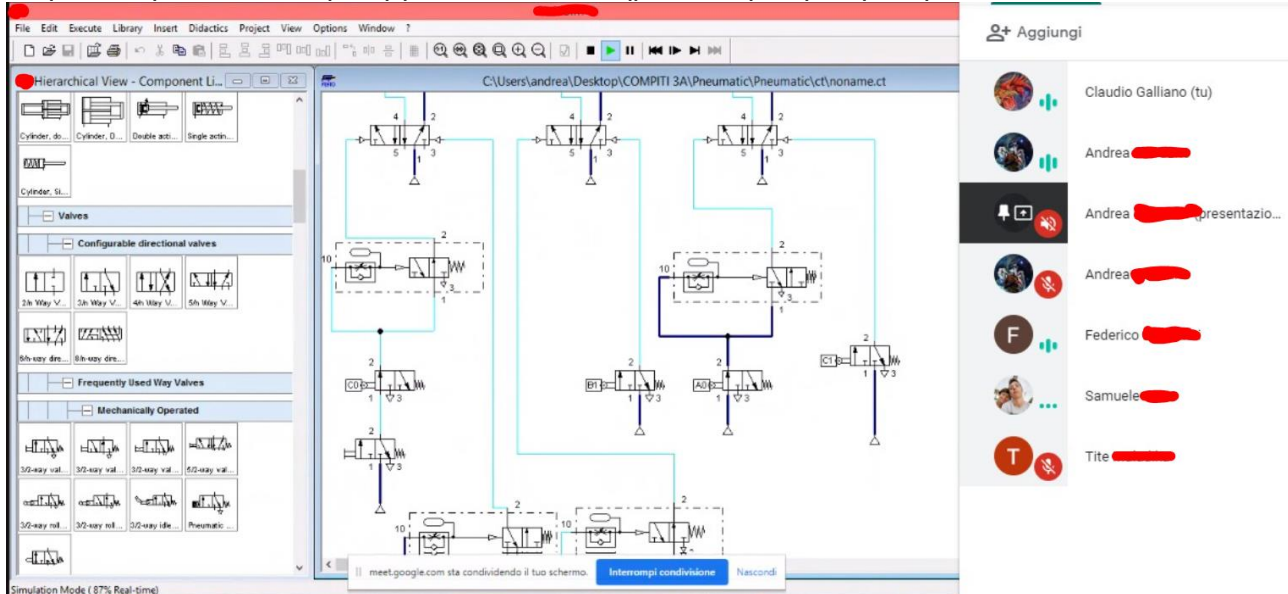 File Edit Execute Library Insert Didactics Project View Options Window ?
Hierarchical View - Component Li...
C:\Users\andrea\Desktop\COMPITI 3A\Pneumatic\Pneumatic\ct\noname.ct
Cylinder, do... Cylinder, D... Double acti... Single actin...
Cylinder, Si...
Valves
Configurable directional valves
2/n Way V... 3/n Way V... 4/n Way V... 5/n Way V...
6/n-way dire... 8/n-way dire...
Frequently Used Way Valves
Mechanically Operated
3/2-way val... 3/2-way val... 3/2-way val... 5/2-way val...
3/2-way roll... 3/2-way roll... 3/2-way idle... Pneumatic ...
4 2 4 2 4 2
5 1 3 5 1 3 5 1 3
2 2
10 10
3 3
1 1
2 2 2 2
C0 B1 A0 C1
1 3 1 3 1 3 1 3
2
1 3
2 2
10 10
3
meet.google.com sta condividendo il tuo schermo. Interrompi condivisione Nascondi
Simulation Mode ( 87% Real-time)
Aggiungi
Claudio Galliano (tu)
Andrea
Andrea presentazio...
Andrea
F Federico
Samuele
T Tite